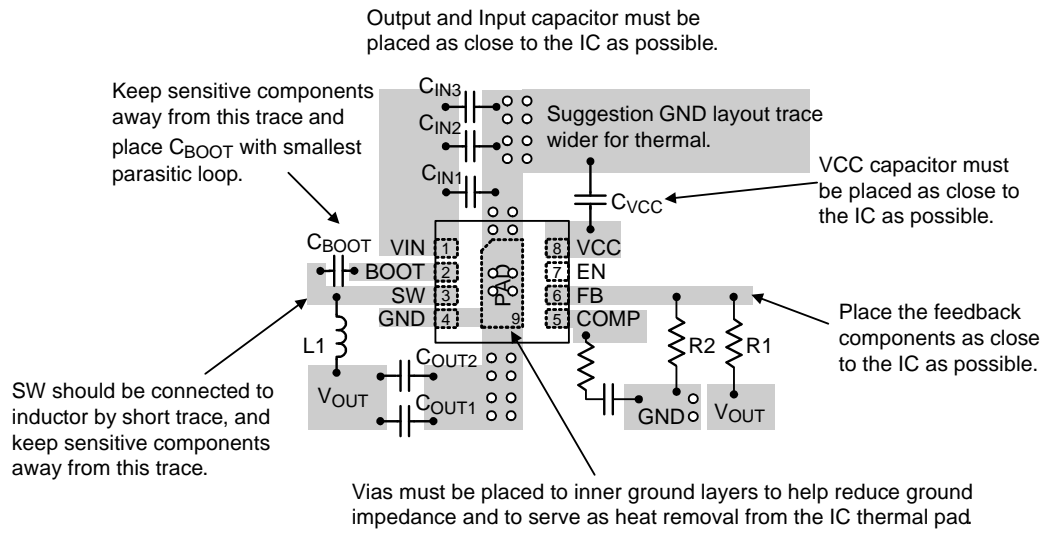 Output and Input capacitor must be
placed as close to the IC as possible.
Keep sensitive components
away from this trace and
place CBOOT with smallest
parasitic loop.
CIN3
CIN2
CIN1
Suggestion GND layout trace
wider for thermal.
VCC capacitor must
be placed as close to
the IC as possible.
CVCC
CBOOT
VIN 1
BOOT 2
SW 3
GND 4
PAD
9
8 VCC
7 EN
6 FB
5 COMP
L1
R2
R1
Place the feedback
components as close
to the IC as possible.
VOUT
COUT2
COUT1
GND
VOUT
SW should be connected to
inductor by short trace, and
keep sensitive components
away from this trace.
Vias must be placed to inner ground layers to help reduce ground
impedance and to serve as heat removal from the IC thermal pad.